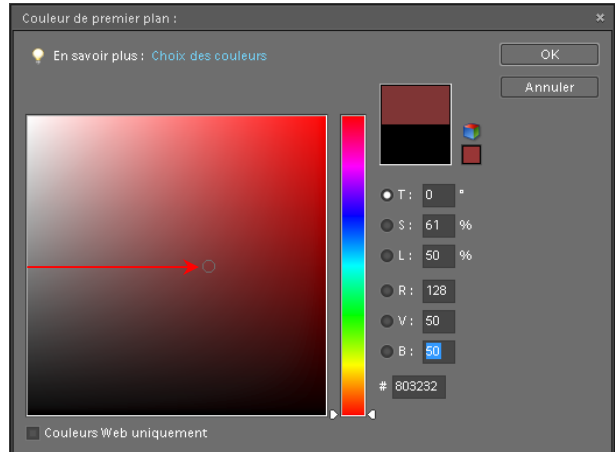 Couleur de premier plan :
En savoir plus : Choix des couleurs
OK
Annuler
T : 0 °
S : 61 %
L : 50 %
R : 128
V : 50
B : 50
# 803232
Couleurs Web uniquement